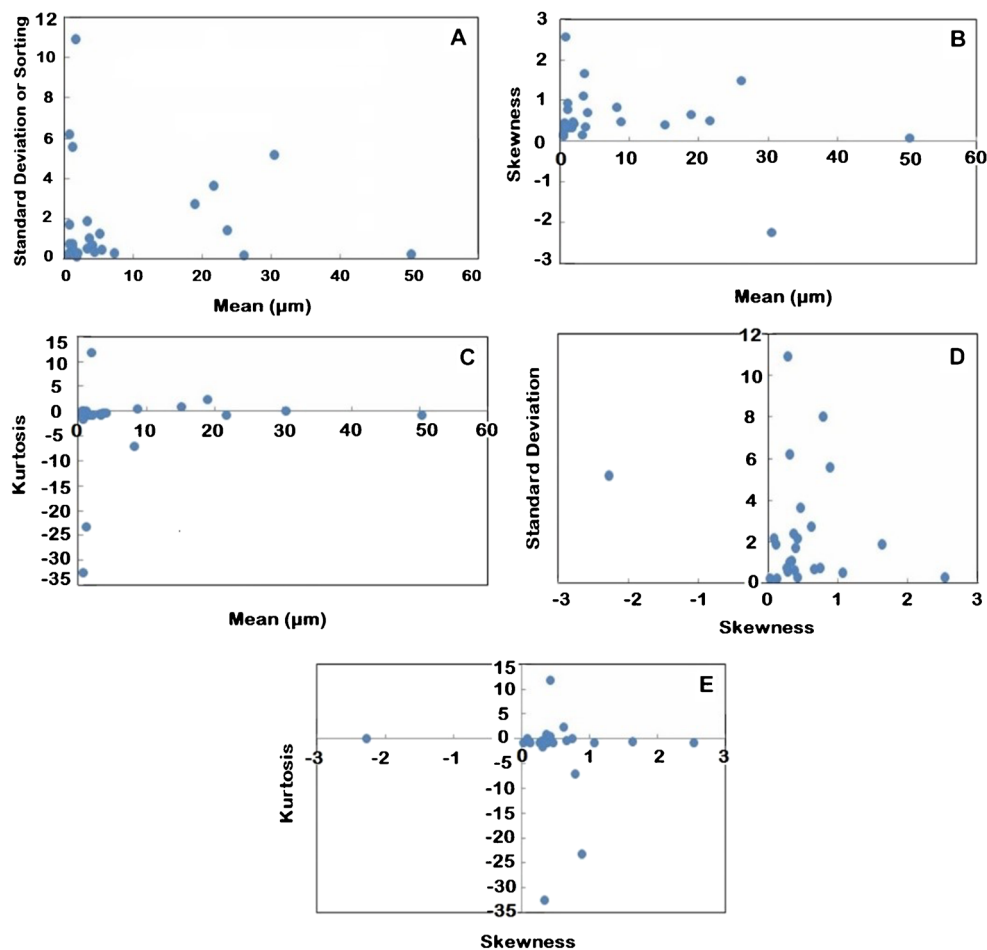 A
Standard Deviation or Sorting
12
10
8
6
4
2
0
0 10 20 30 40 50 60
Mean (µm)
B
Skewness
3
2
1
0
-1
-2
-3
0 10 20 30 40 50 60
Mean (µm)
C
Kurtosis
15
10
5
0
-5
-10
-15
-20
-25
-30
-35
0 10 20 30 40 50 60
Mean (µm)
D
Standard Deviation
12
10
8
6
4
2
0
-3 -2 -1 0 1 2 3
Skewness
E
Kurtosis
15
10
5
0
-5
-10
-15
-20
-25
-30
-35
-3 -2 -1 0 1 2 3
Skewness